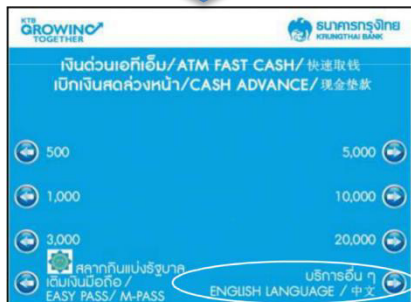 KTB
GROWING
TOGETHER
ธนาคารกรุงไทย
KRUNGTHAI BANK
เงินด่วนเอทีเอ็ม/ATM FAST CASH/快速取钱
เบิกเงินสดล่วงหน้า/CASH ADVANCE/现金垫款
500
5,000
1,000
10,000
3,000
20,000
สลากกินแบ่งรัฐบาล
เติมเงินมือถือ /
EASY PASS/ M-PASS
บริการอื่น ๆ
ENGLISH LANGUAGE / 中文